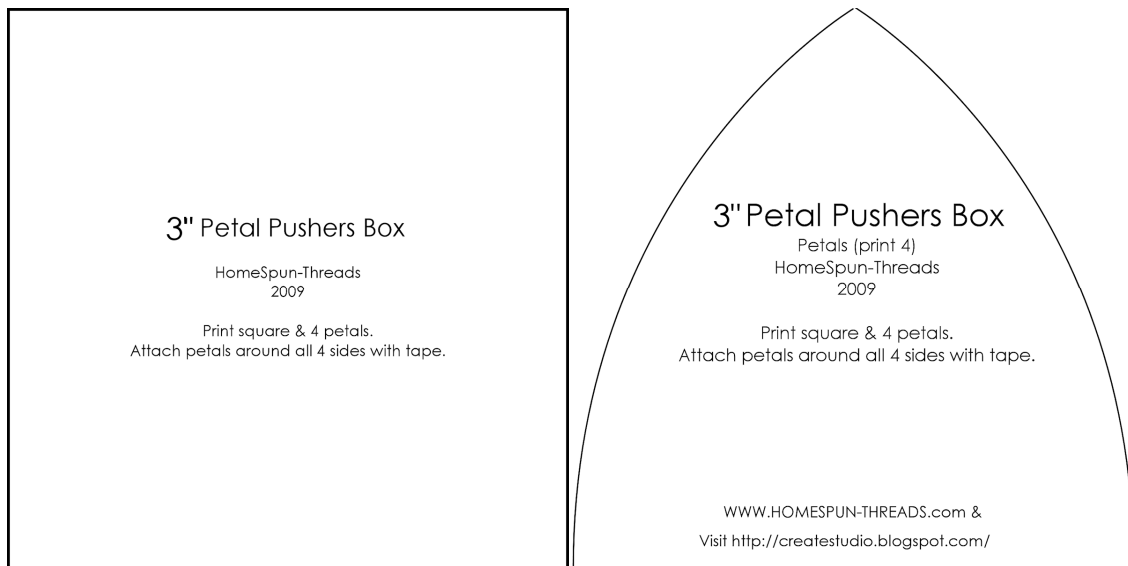 3" Petal Pushers Box
HomeSpun-Threads
2009
Print square & 4 petals.
Attach petals around all 4 sides with tape.
3" Petal Pushers Box
Petals (print 4)
HomeSpun-Threads
2009
Print square & 4 petals.
Attach petals around all 4 sides with tape.
WWW.HOMESPUN-THREADS.com &
Visit http://createstudio.blogspot.com/